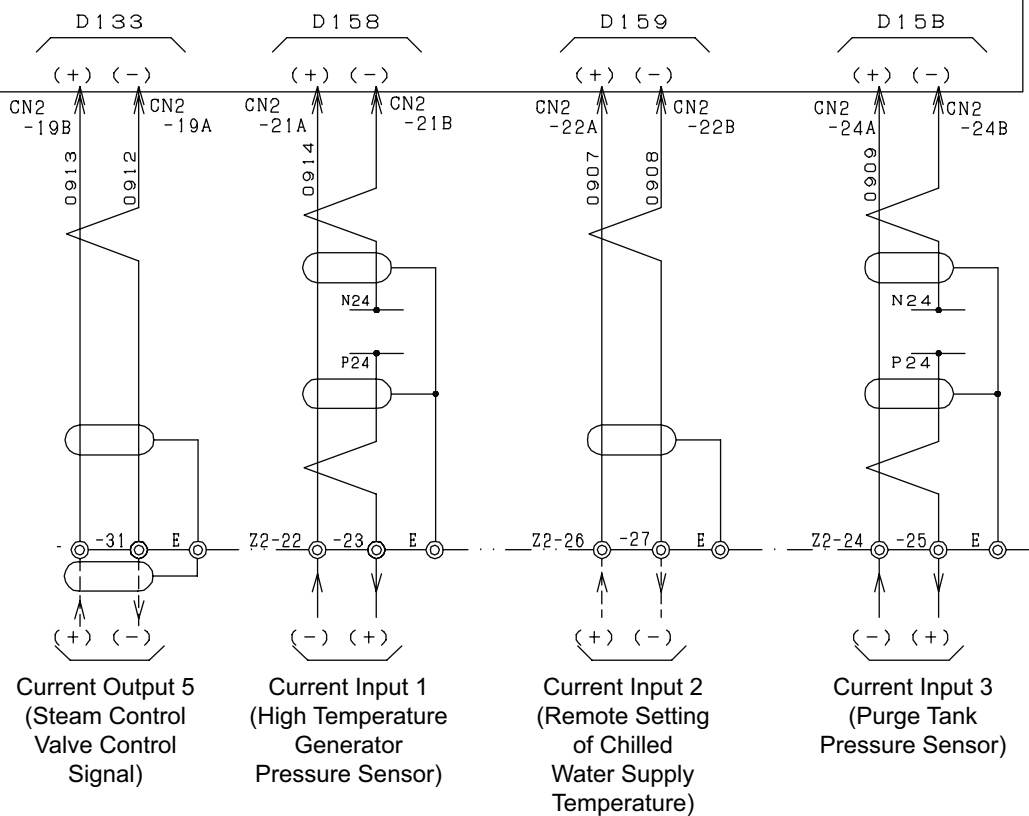 D133 D158 D159 D15B
(+) (-) (+) (-) (+) (-) (+) (-)
CN2 -19B CN2 -19A CN2 -21A CN2 -21B CN2 -22A CN2 -22B CN2 -24A CN2 -24B
0913 0912 0914 0907 0908 0909
N24 N24
P24 P24
-31 E Z2-22 -23 E Z2-26 -27 E Z2-24 -25 E
(+) (-) (-) (+) (+) (-) (-) (+)
Current Output 5
(Steam Control
Valve Control
Signal)
Current Input 1
(High Temperature
Generator
Pressure Sensor)
Current Input 2
(Remote Setting
of Chilled
Water Supply
Temperature)
Current Input 3
(Purge Tank
Pressure Sensor)